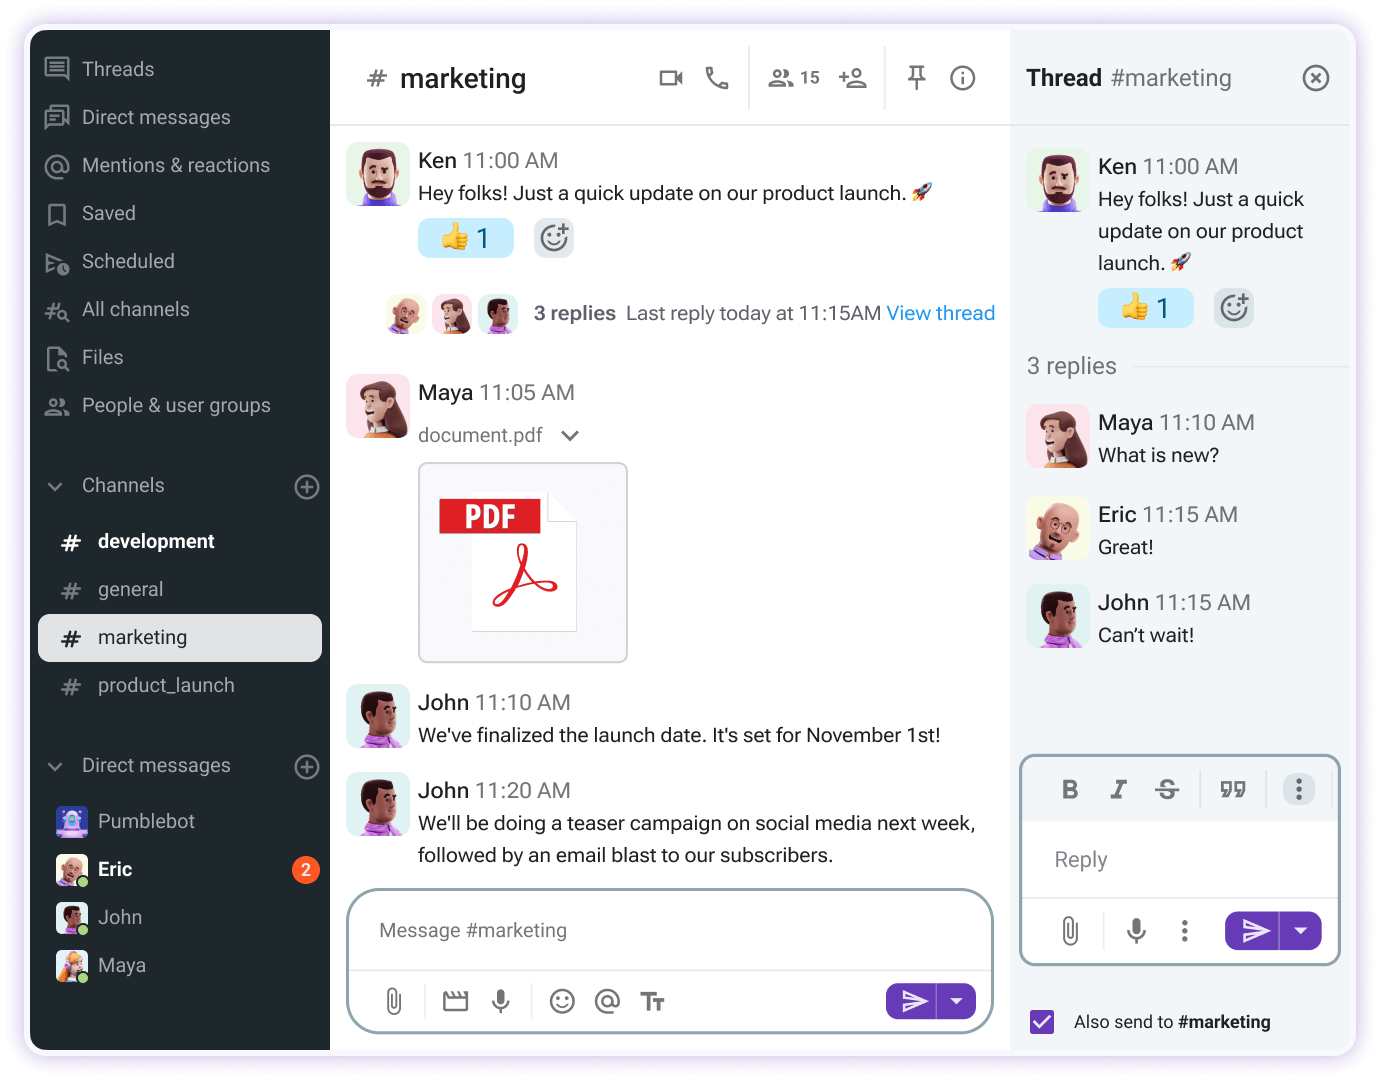 Threads
Direct messages
Mentions & reactions
Saved
Scheduled
All channels
Files
People & user groups
Channels
# development
# general
# marketing
# product_launch
Direct messages
Pumblebot
Eric 2
John
Maya
# marketing
15
Ken 11:00 AM
Hey folks! Just a quick update on our product launch. 🚀
👍 1
3 replies Last reply today at 11:15AM View thread
Maya 11:05 AM
document.pdf
PDF
John 11:10 AM
We've finalized the launch date. It's set for November 1st!
John 11:20 AM
We'll be doing a teaser campaign on social media next week,
followed by an email blast to our subscribers.
Message #marketing
Thread #marketing
Ken 11:00 AM
Hey folks! Just a quick
update on our product
launch. 🚀
👍 1
3 replies
Maya 11:10 AM
What is new?
Eric 11:15 AM
Great!
John 11:15 AM
Can’t wait!
B I S
Reply
Also send to #marketing